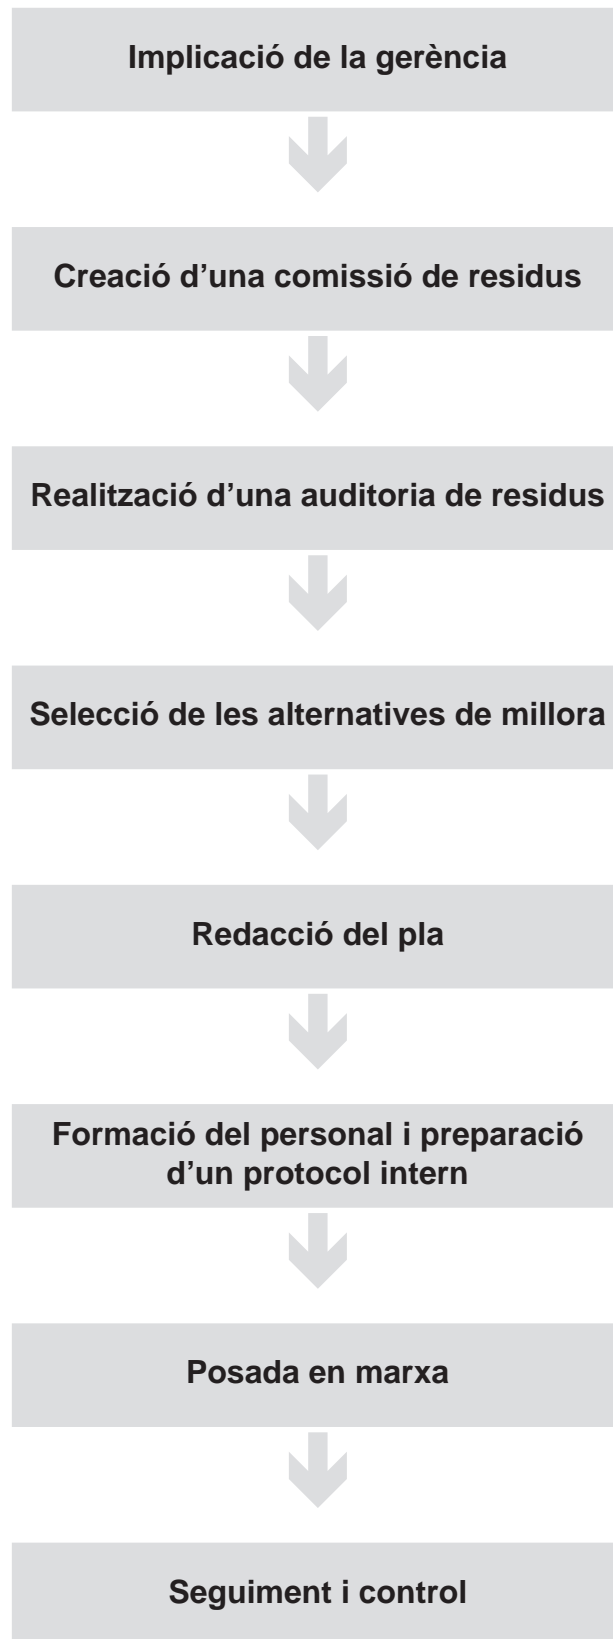 Implicació de la gerència
Creació d’una comissió de residus
Realització d’una auditoria de residus
Selecció de les alternatives de millora
Redacció del pla
Formació del personal i preparació
d’un protocol intern
Posada en marxa
Seguiment i control